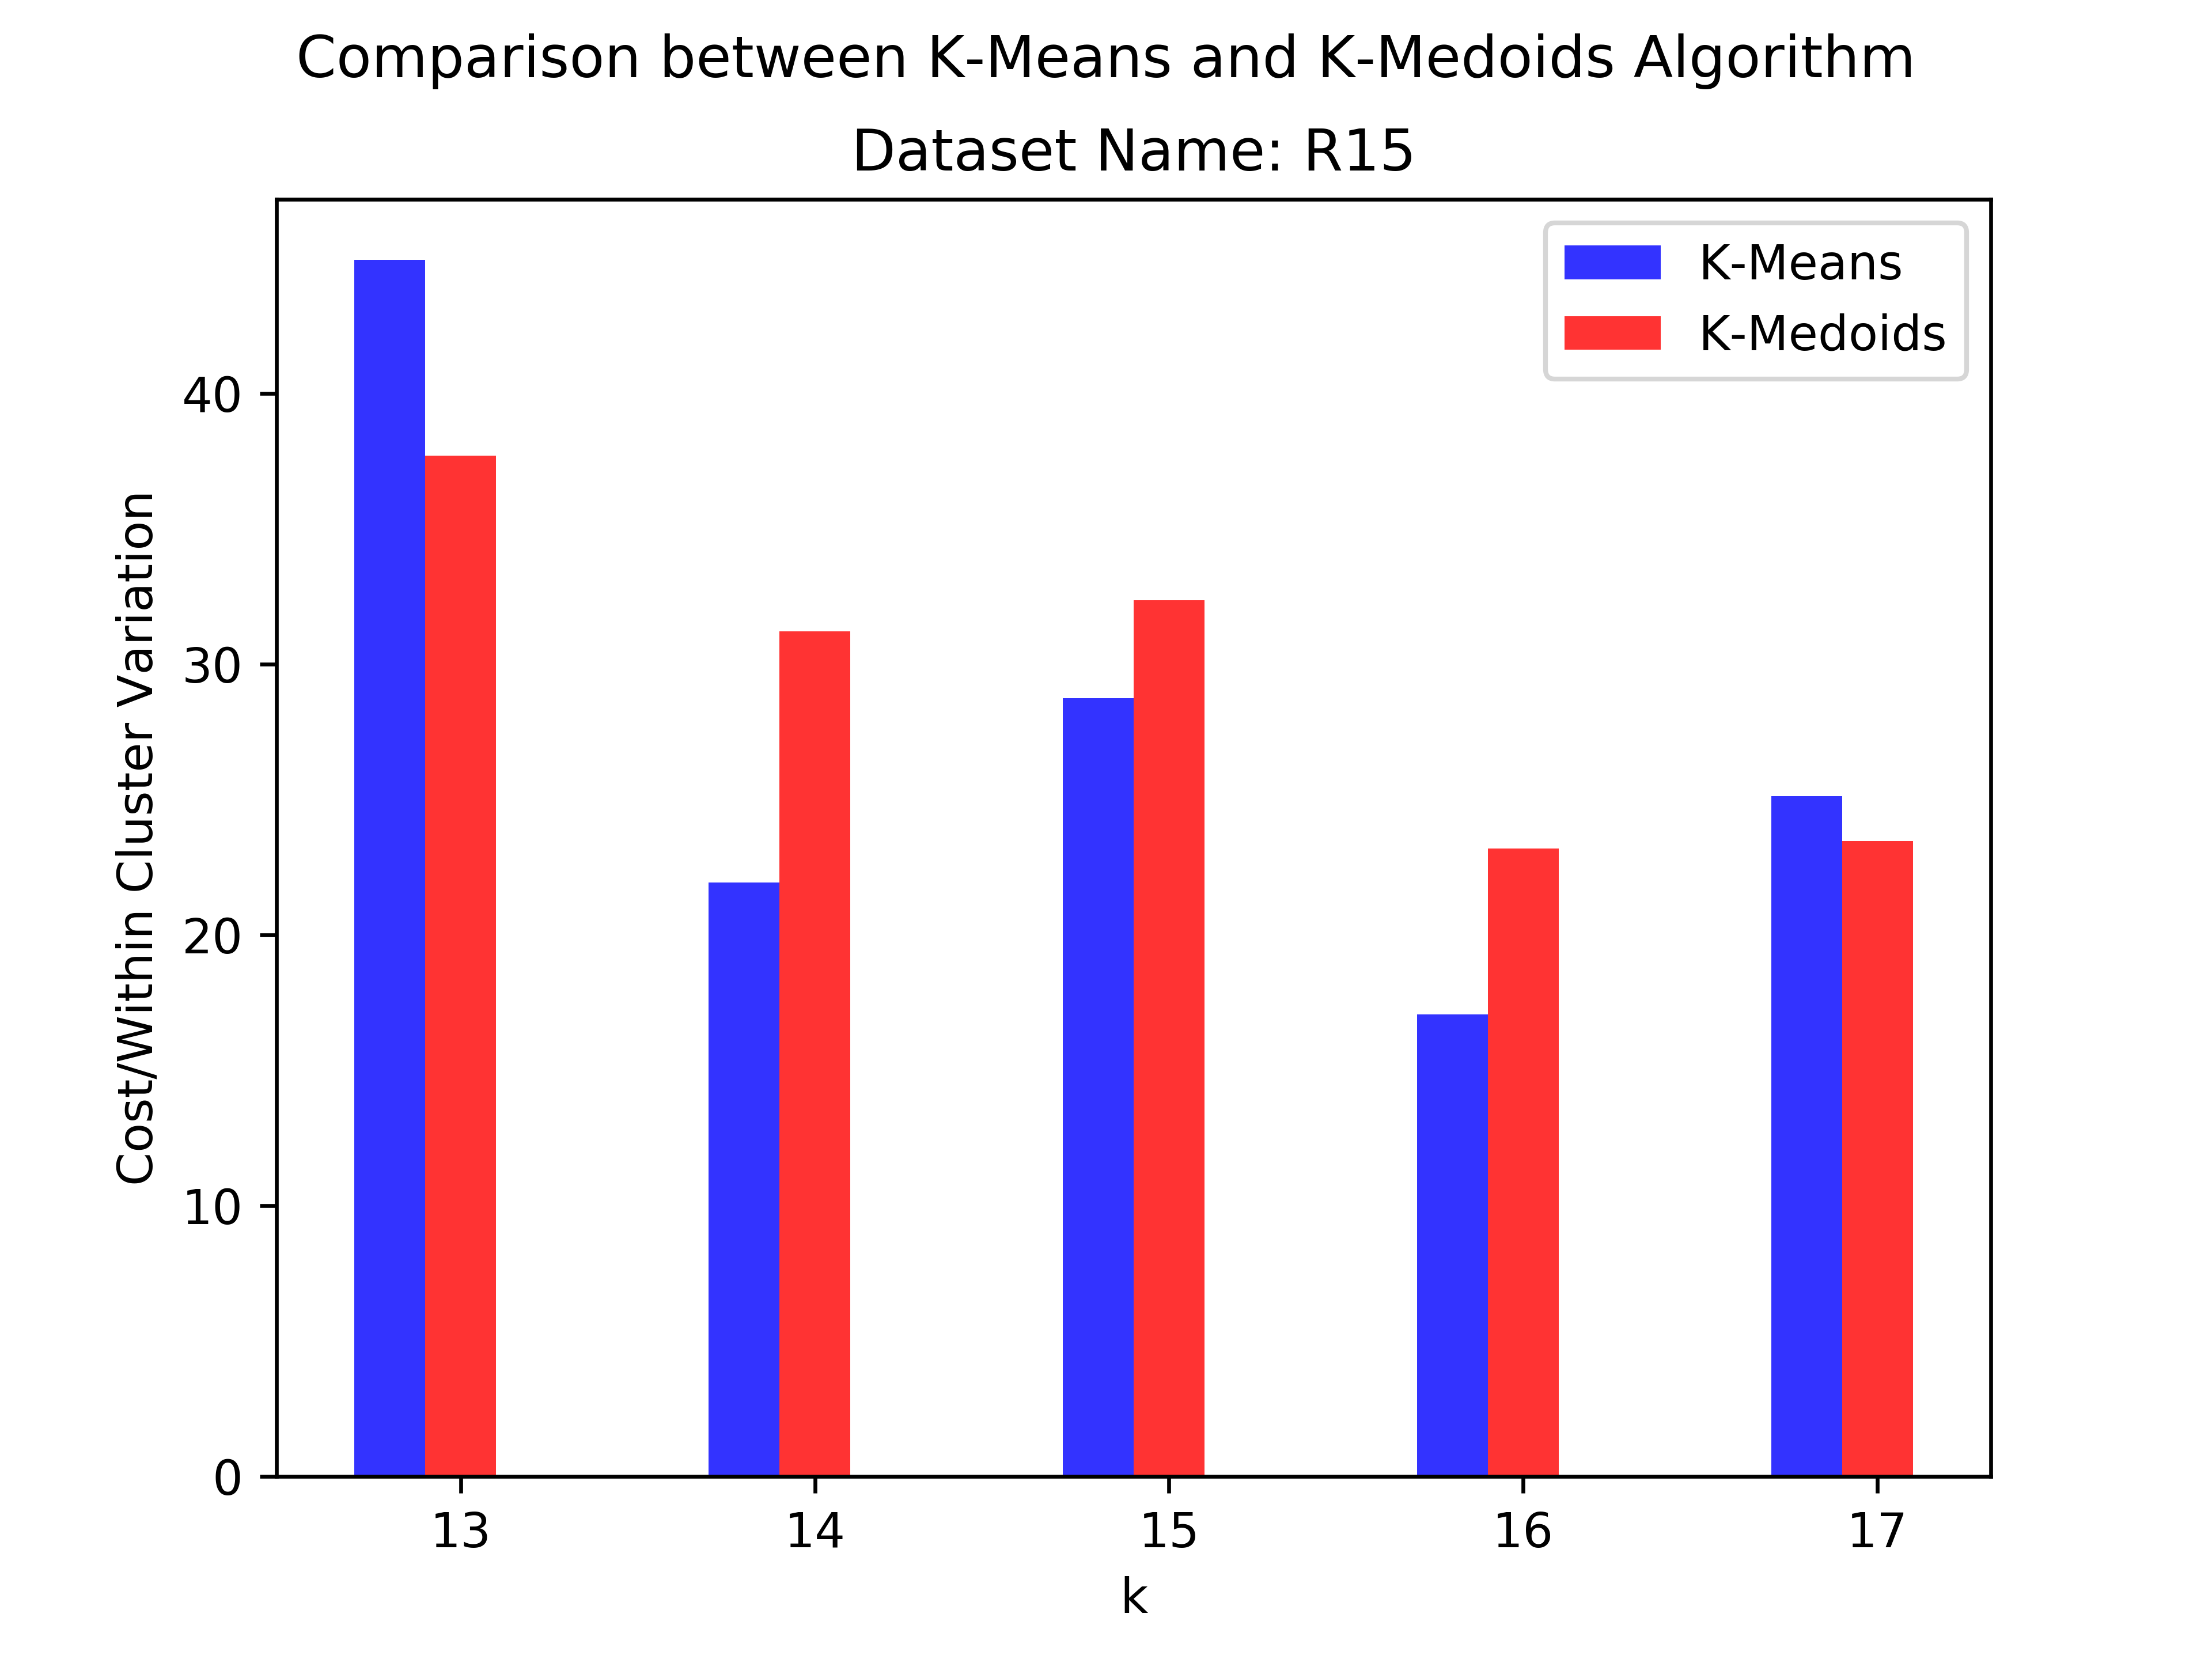 Comparison between K-Means and K-Medoids Algorithm
Dataset Name: R15
K-Means
K-Medoids
Cost/Within Cluster Variation
40
30
20
10
0
13 14 15 16 17
k